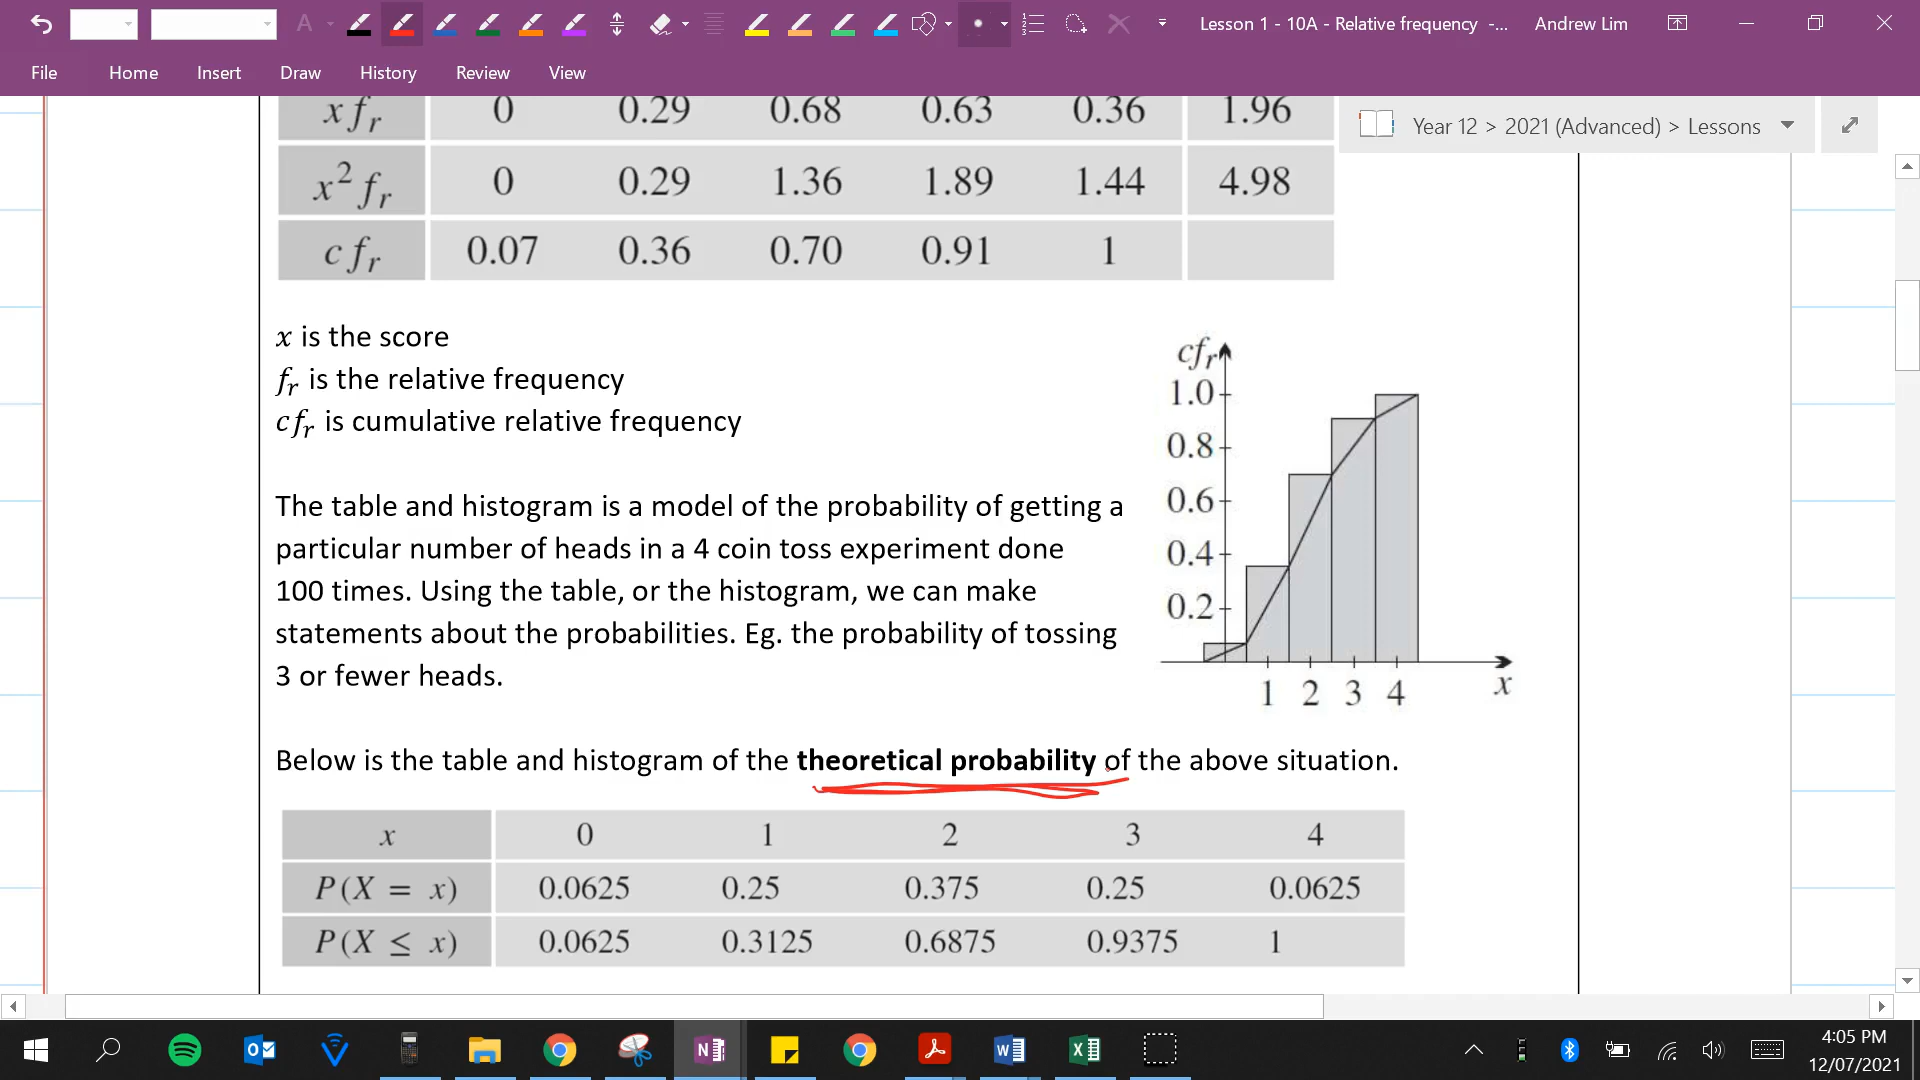 Lesson 1 - 10A - Relative frequency -...
Andrew Lim
File Home Insert Draw History Review View
Year 12 > 2021 (Advanced) > Lessons
x fr 0 0.29 0.68 0.63 0.36 1.96
x² fr 0 0.29 1.36 1.89 1.44 4.98
c fr 0.07 0.36 0.70 0.91 1
x is the score
fr is the relative frequency
cfr is cumulative relative frequency
The table and histogram is a model of the probability of getting a
particular number of heads in a 4 coin toss experiment done
100 times. Using the table, or the histogram, we can make
statements about the probabilities. Eg. the probability of tossing
3 or fewer heads.
cfr
1.0
0.8
0.6
0.4
0.2
1 2 3 4 x
Below is the table and histogram of the theoretical probability of the above situation.
x 0 1 2 3 4
P(X = x) 0.0625 0.25 0.375 0.25 0.0625
P(X ≤ x) 0.0625 0.3125 0.6875 0.9375 1
4:05 PM
12/07/2021